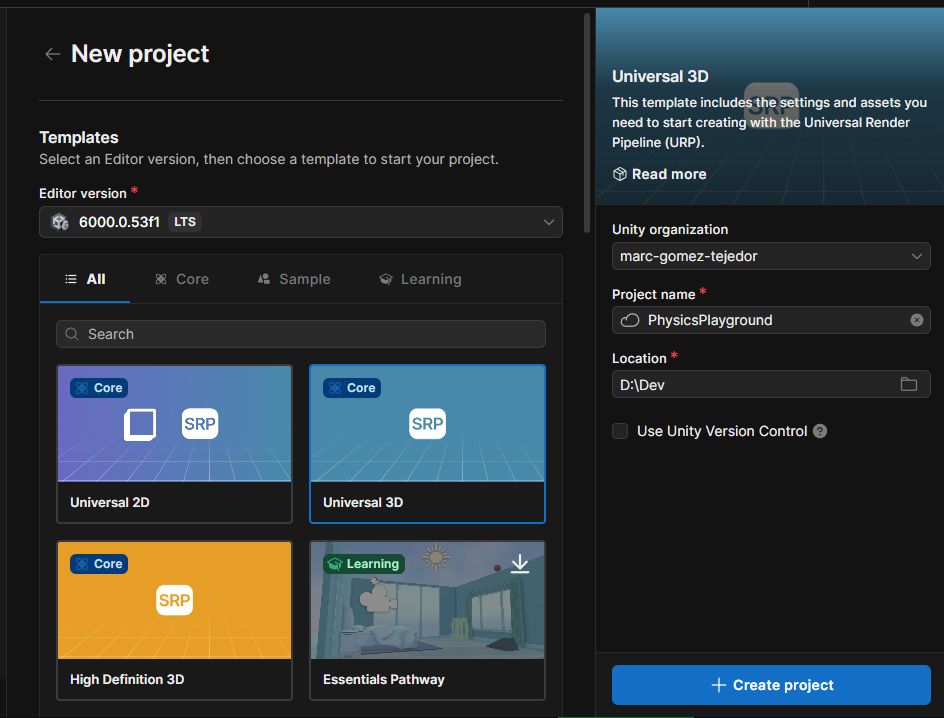 New project
Templates
Select an Editor version, then choose a template to start your project.
Editor version *
6000.0.53f1 LTS
All Core Sample Learning
Search
Core
SRP
Universal 2D
Core
SRP
Universal 3D
Core
SRP
High Definition 3D
Learning
Essentials Pathway
SRP
Universal 3D
This template includes the settings and assets you
need to start creating with the Universal Render
Pipeline (URP).
Read more
Unity organization
marc-gomez-tejedor
Project name *
PhysicsPlayground
Location *
D:\Dev
Use Unity Version Control ?
+ Create project